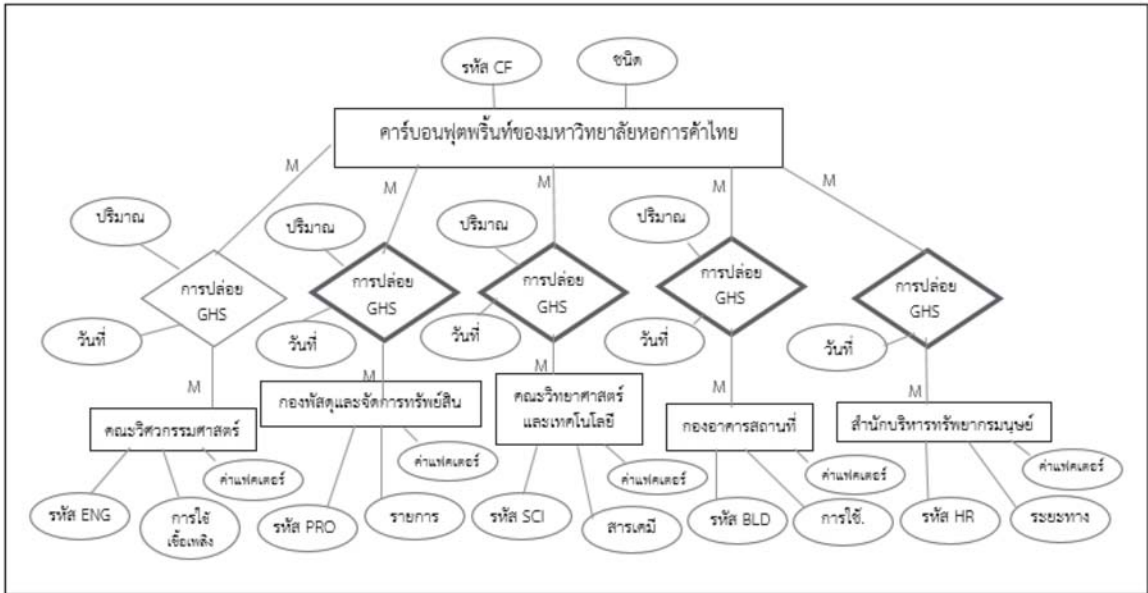 รหัส CF
ชนิด
คาร์บอนฟุตพริ้นท์ของมหาวิทยาลัยหอการค้าไทย
M
M
M
M
M
ปริมาณ
ปริมาณ
ปริมาณ
ปริมาณ
การปล่อย
GHS
การปล่อย
GHS
การปล่อย
GHS
การปล่อย
GHS
การปล่อย
GHS
วันที่
วันที่
วันที่
วันที่
วันที่
M
M
M
M
M
คณะวิศวกรรมศาสตร์
กองพัสดุและจัดการทรัพย์สิน
คณะวิทยาศาสตร์
และเทคโนโลยี
กองอาคารสถานที่
สำนักบริหารทรัพยากรมนุษย์
ค่าแฟคเตอร์
ค่าแฟคเตอร์
ค่าแฟคเตอร์
ค่าแฟคเตอร์
ค่าแฟคเตอร์
รหัส ENG
การใช้
เชื้อเพลิง
รหัส PRO
รายการ
รหัส SCI
สารเคมี
รหัส BLD
การใช้.
รหัส HR
ระยะทาง